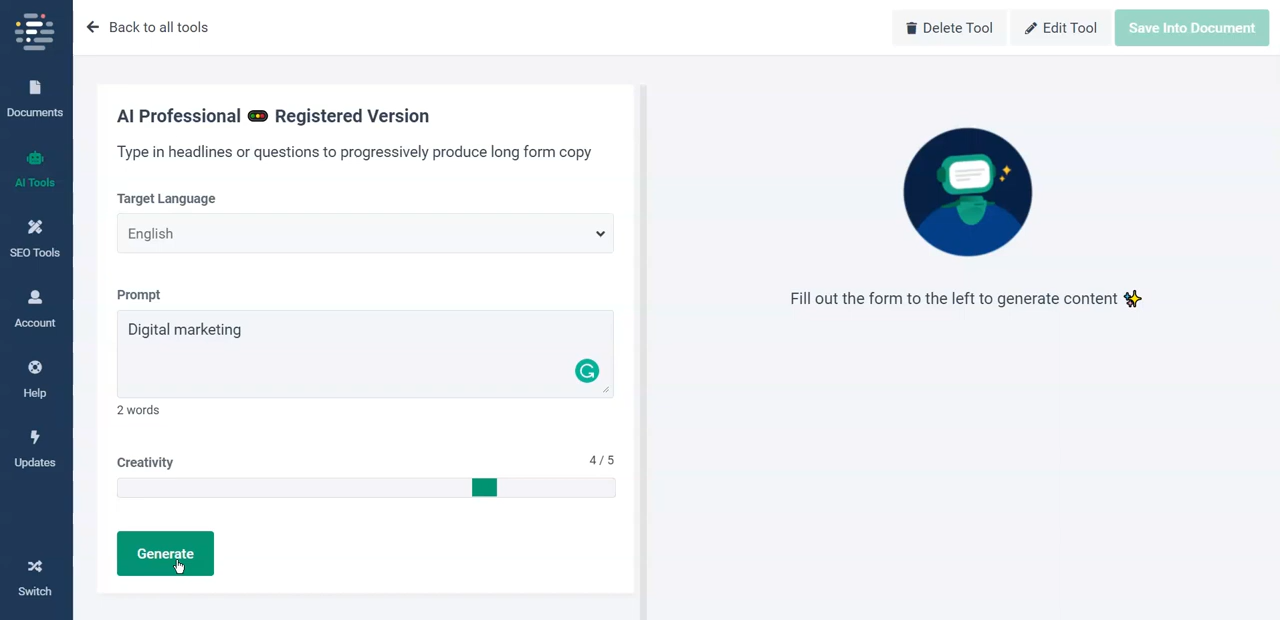 Back to all tools
Delete Tool
Edit Tool
Save Into Document
Documents
AI Tools
SEO Tools
Account
Help
Updates
Switch
AI Professional 🚥 Registered Version
Type in headlines or questions to progressively produce long form copy
Target Language
English
Prompt
Digital marketing
2 words
Creativity
4 / 5
Generate
Fill out the form to the left to generate content ✨